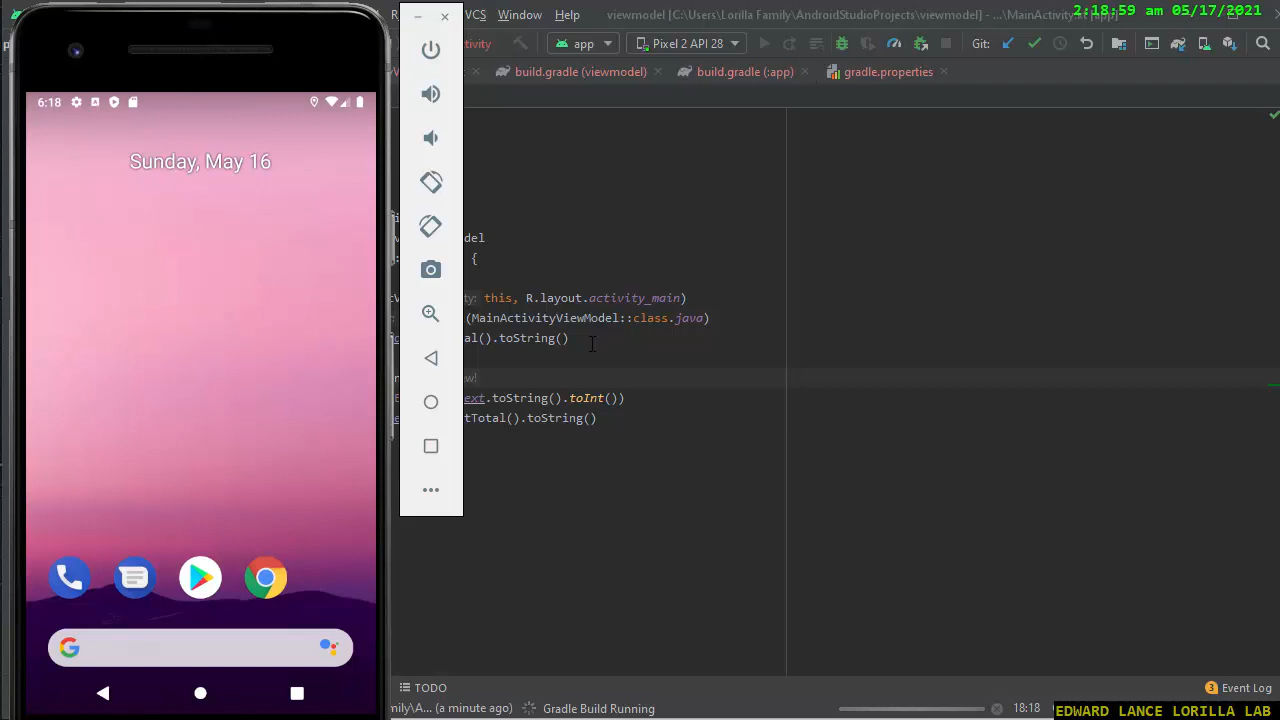 VCS Window Help viewmodel [C:\Users\Lorilla Family\AndroidStudioProjects\viewmodel] - ...\MainActivity.kt [app]
2:18:59 am 05/17/2021
app Pixel 2 API 28 Git:
build.gradle (viewmodel) build.gradle (:app) gradle.properties
6:18
Sunday, May 16
{
this, R.layout.activity_main)
(MainActivityViewModel::class.java)
al().toString()
ext.toString().toInt())
tTotal().toString()
TODO
3 Event Log
mily\A... (a minute ago) Gradle Build Running 18:18
EDWARD LANCE LORILLA LAB